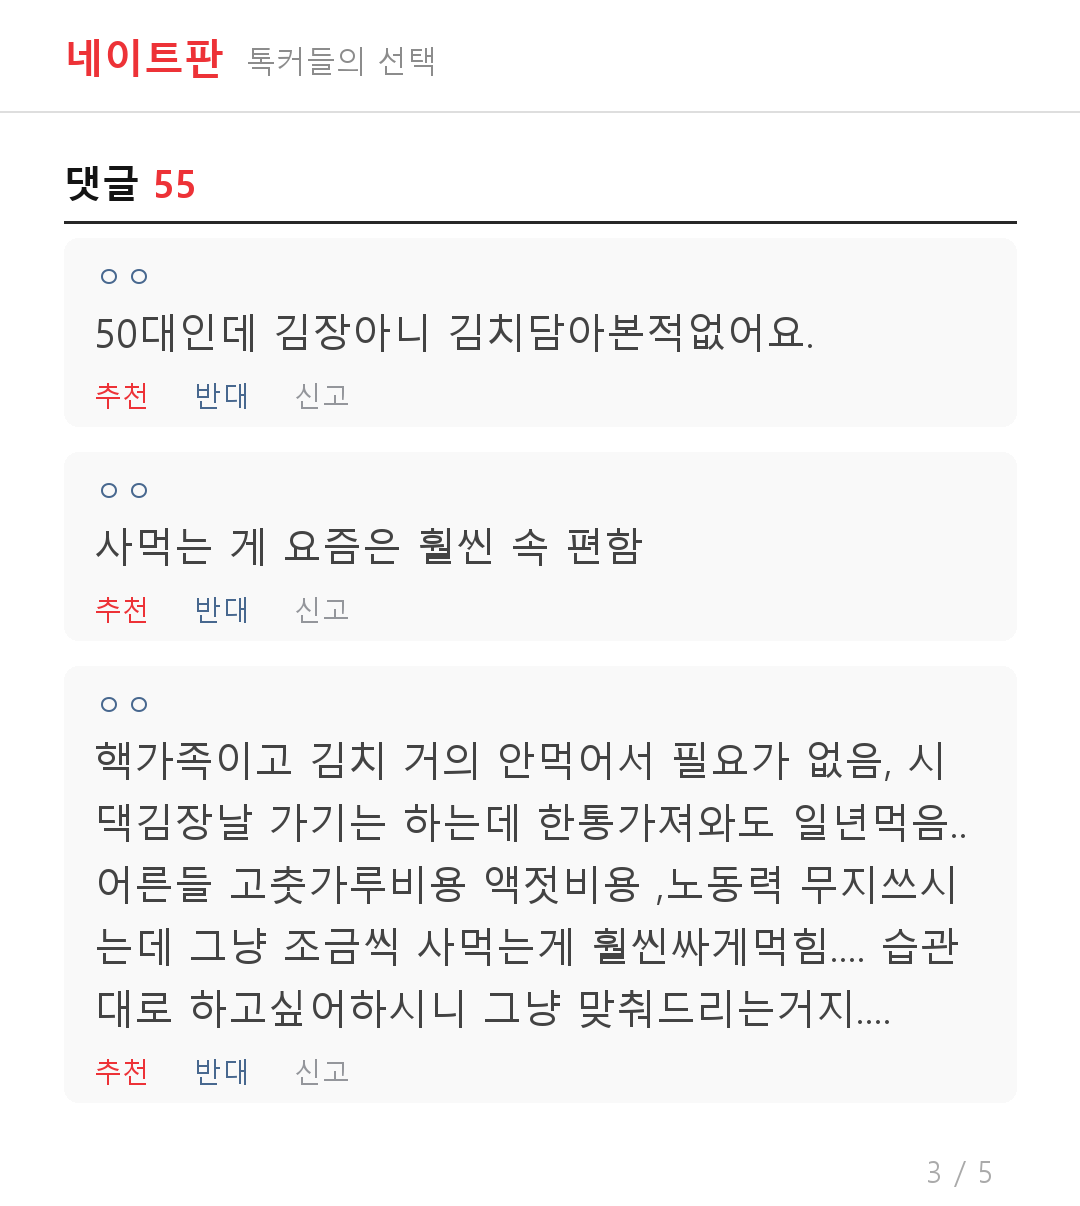 네이트판 톡커들의 선택
댓글 55
ㅇㅇ
50대인데 김장아니 김치담아본적없어요.
추천 반대 신고
ㅇㅇ
사먹는 게 요즘은 훨씬 속 편함
추천 반대 신고
ㅇㅇ
핵가족이고 김치 거의 안먹어서 필요가 없음, 시
댁김장날 가기는 하는데 한통가져와도 일년먹음..
어른들 고춧가루비용 액젓비용 ,노동력 무지쓰시
는데 그냥 조금씩 사먹는게 훨씬싸게먹힘.... 습관
대로 하고싶어하시니 그냥 맞춰드리는거지....
추천 반대 신고
3 / 5